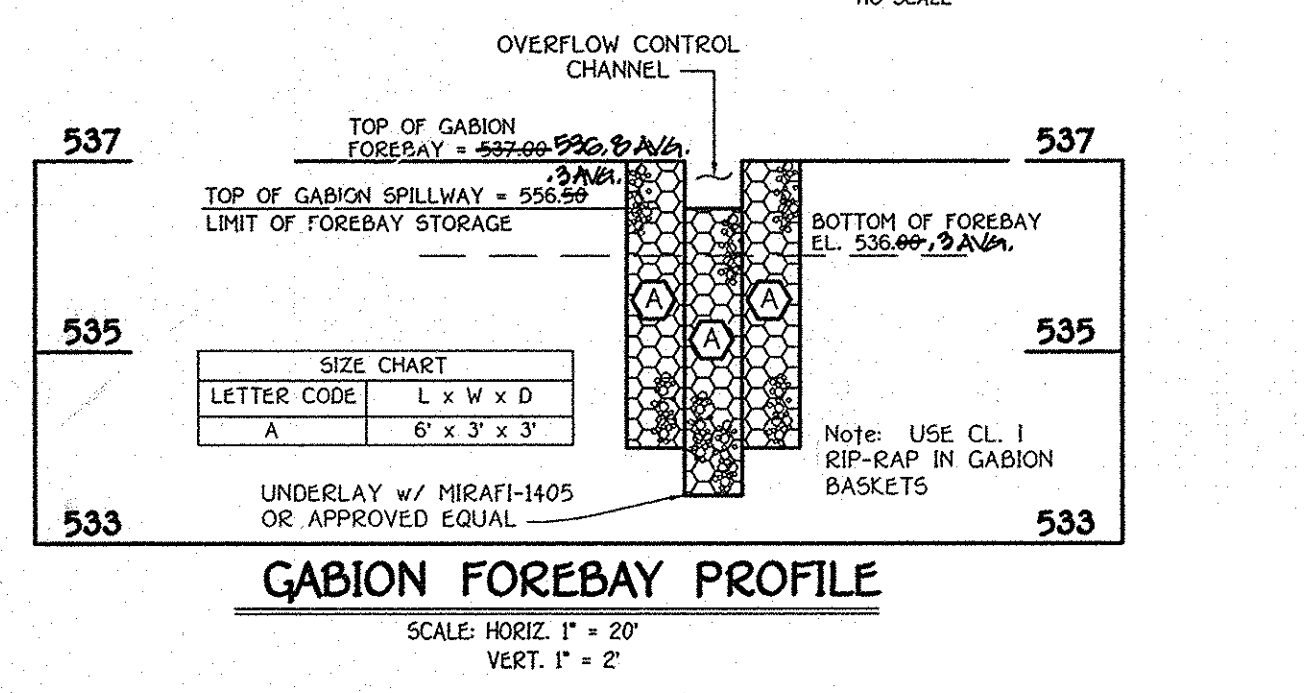 NO SCALE
OVERFLOW CONTROL
CHANNEL
TOP OF GABION
FOREBAY = 537.00 536.8 AVG.
537
537
.3 AVG.
TOP OF GABION SPILLWAY = 556.50
LIMIT OF FOREBAY STORAGE
BOTTOM OF FOREBAY
EL. 536.00 .3 AVG.
A
A
A
535
535
SIZE CHART
LETTER CODE L x W x D
A 6' x 3' x 3'
Note: USE CL. I
RIP-RAP IN GABION
BASKETS
UNDERLAY w/ MIRAFI-1405
OR APPROVED EQUAL
533
533
GABION FOREBAY PROFILE
SCALE: HORIZ. 1" = 20'
VERT. 1" = 2'